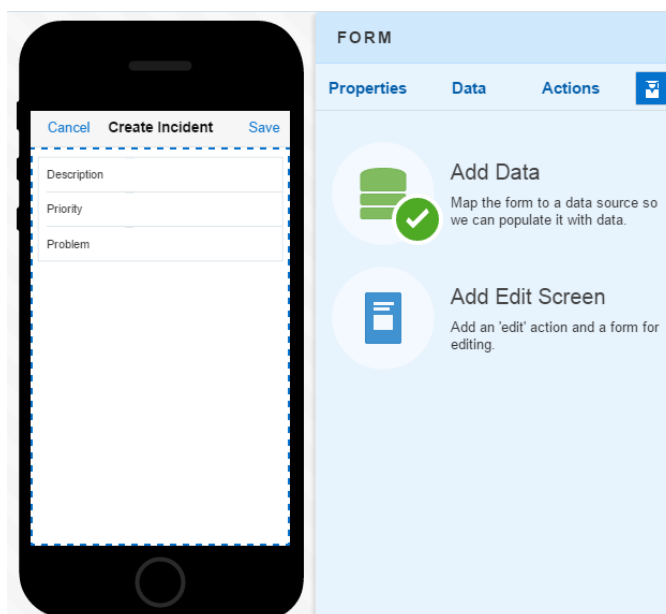 Cancel Create Incident Save
Description
Priority
Problem
FORM
Properties Data Actions
Add Data
Map the form to a data source so
we can populate it with data.
Add Edit Screen
Add an 'edit' action and a form for
editing.